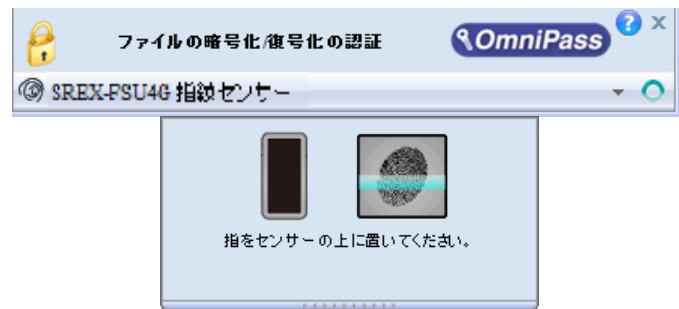 ファイルの暗号化/復号化の認証
OmniPass
?
x
SREX-FSU4G 指紋センサー
指をセンサーの上に置いてください。